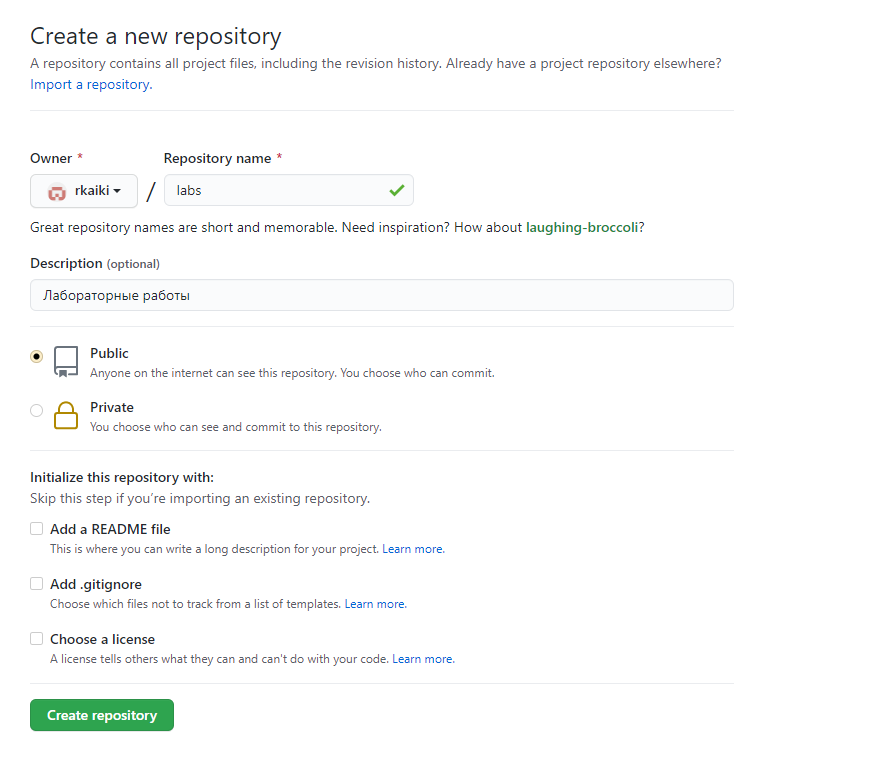 Create a new repository
A repository contains all project files, including the revision history. Already have a project repository elsewhere?
Import a repository.
Owner * Repository name *
rkaiki / labs
Great repository names are short and memorable. Need inspiration? How about laughing-broccoli?
Description (optional)
Лабораторные работы
Public
Anyone on the internet can see this repository. You choose who can commit.
Private
You choose who can see and commit to this repository.
Initialize this repository with:
Skip this step if you’re importing an existing repository.
Add a README file
This is where you can write a long description for your project. Learn more.
Add .gitignore
Choose which files not to track from a list of templates. Learn more.
Choose a license
A license tells others what they can and can't do with your code. Learn more.
Create repository